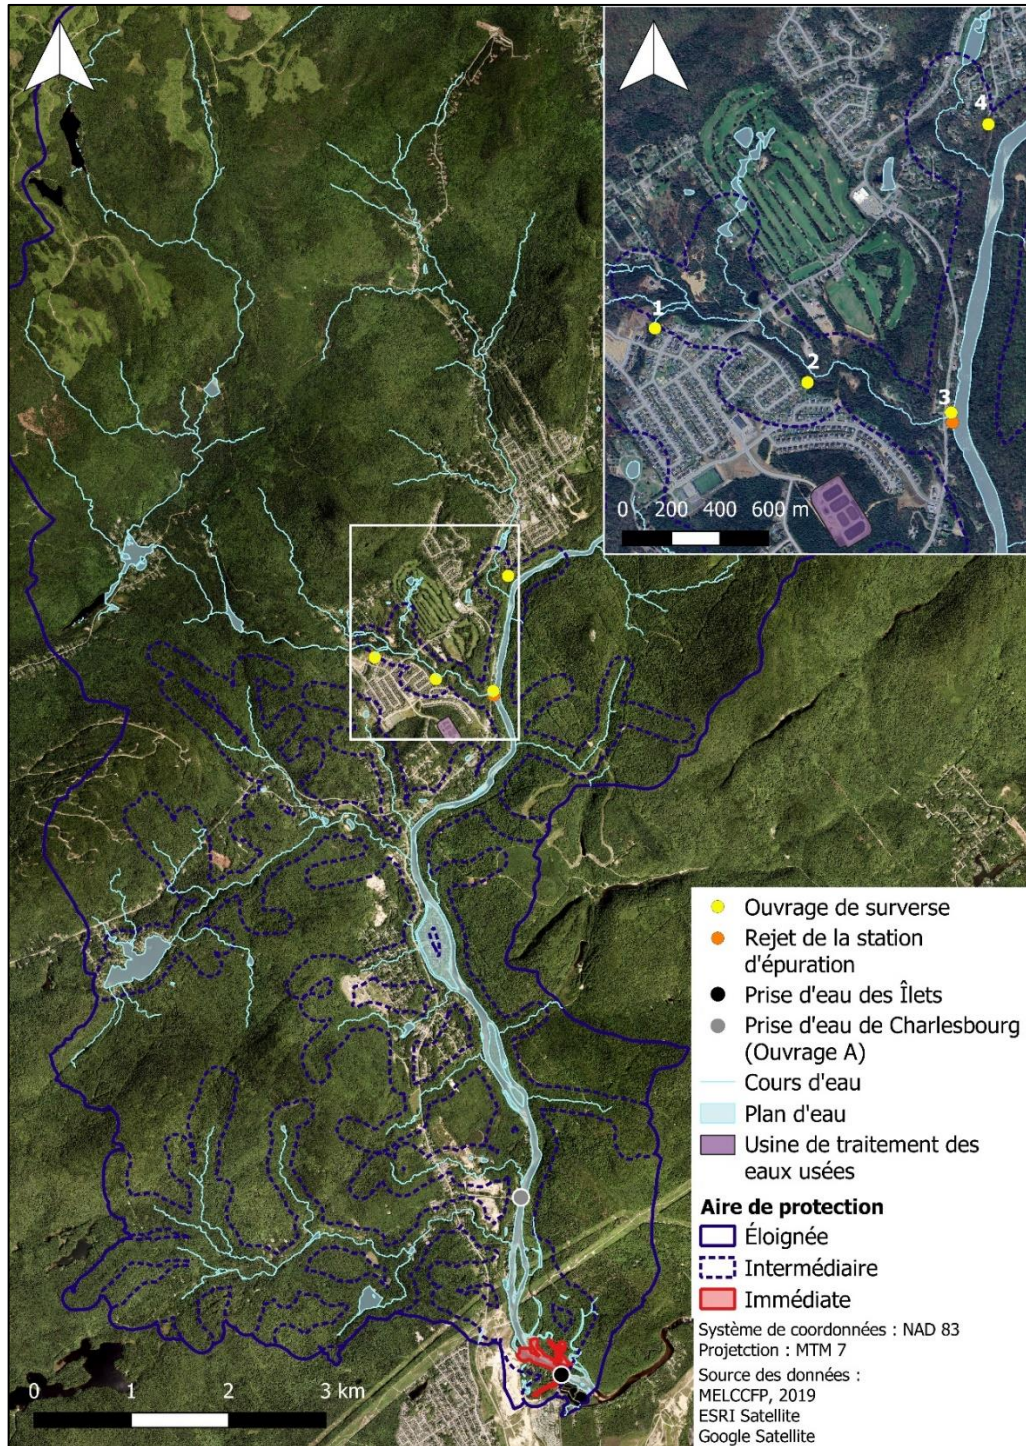 4
1
2
3
0 200 400 600 m
Ouvrage de surverse
Rejet de la station
d'épuration
Prise d'eau des Îlets
Prise d'eau de Charlesbourg
(Ouvrage A)
Cours d'eau
Plan d'eau
Usine de traitement des
eaux usées
Aire de protection
Éloignée
Intermédiaire
Immédiate
Système de coordonnées : NAD 83
Projetction : MTM 7
Source des données :
MELCCFP, 2019
ESRI Satellite
Google Satellite
0 1 2 3 km